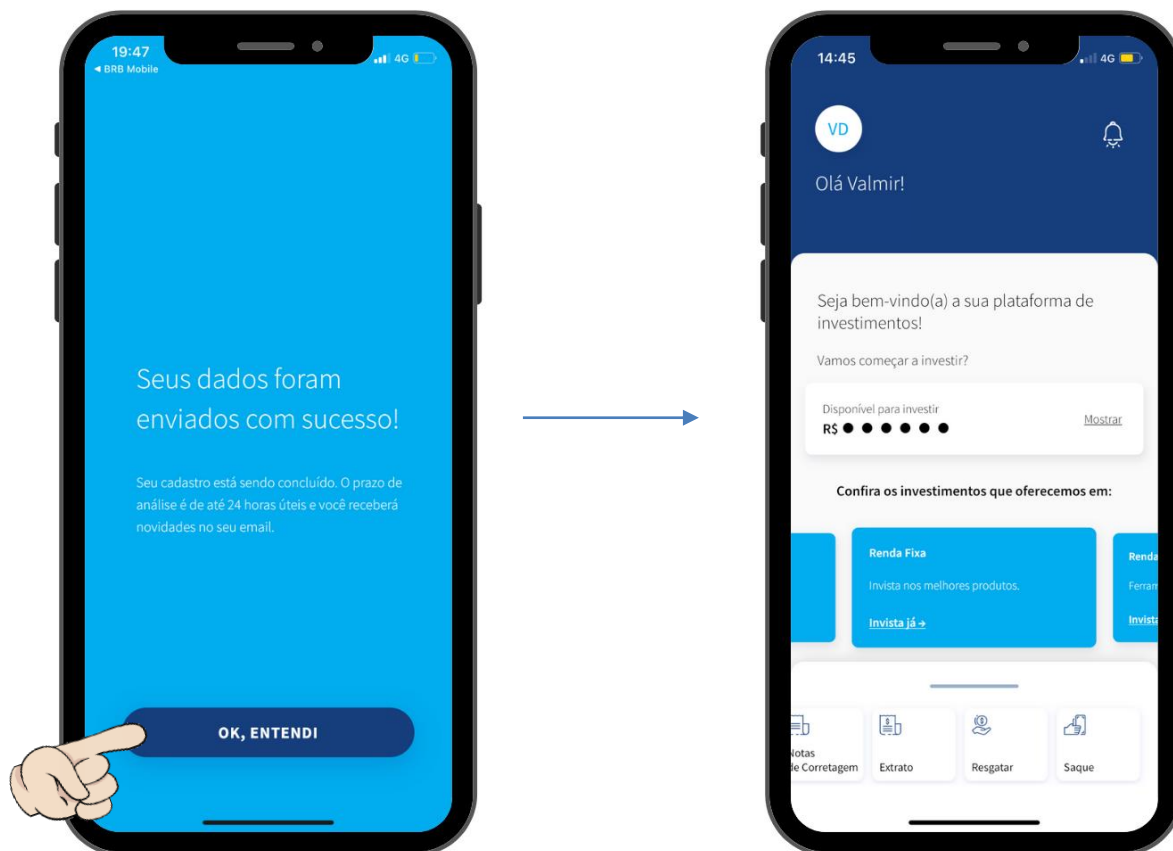 19:47
4G
◀ BRB Mobile
Seus dados foram
enviados com sucesso!
Seu cadastro está sendo concluído. O prazo de
análise é de até 24 horas úteis e você receberá
novidades no seu email.
OK, ENTENDI
14:45
4G
VD
Olá Valmir!
Seja bem-vindo(a) a sua plataforma de
investimentos!
Vamos começar a investir?
Disponível para investir
R$ ● ● ● ● ● ●
Mostrar
Confira os investimentos que oferecemos em:
Renda Fixa
Invista nos melhores produtos.
Invista já →
Renda
Ferram
Invista
Notas
de Corretagem
Extrato
Resgatar
Saque